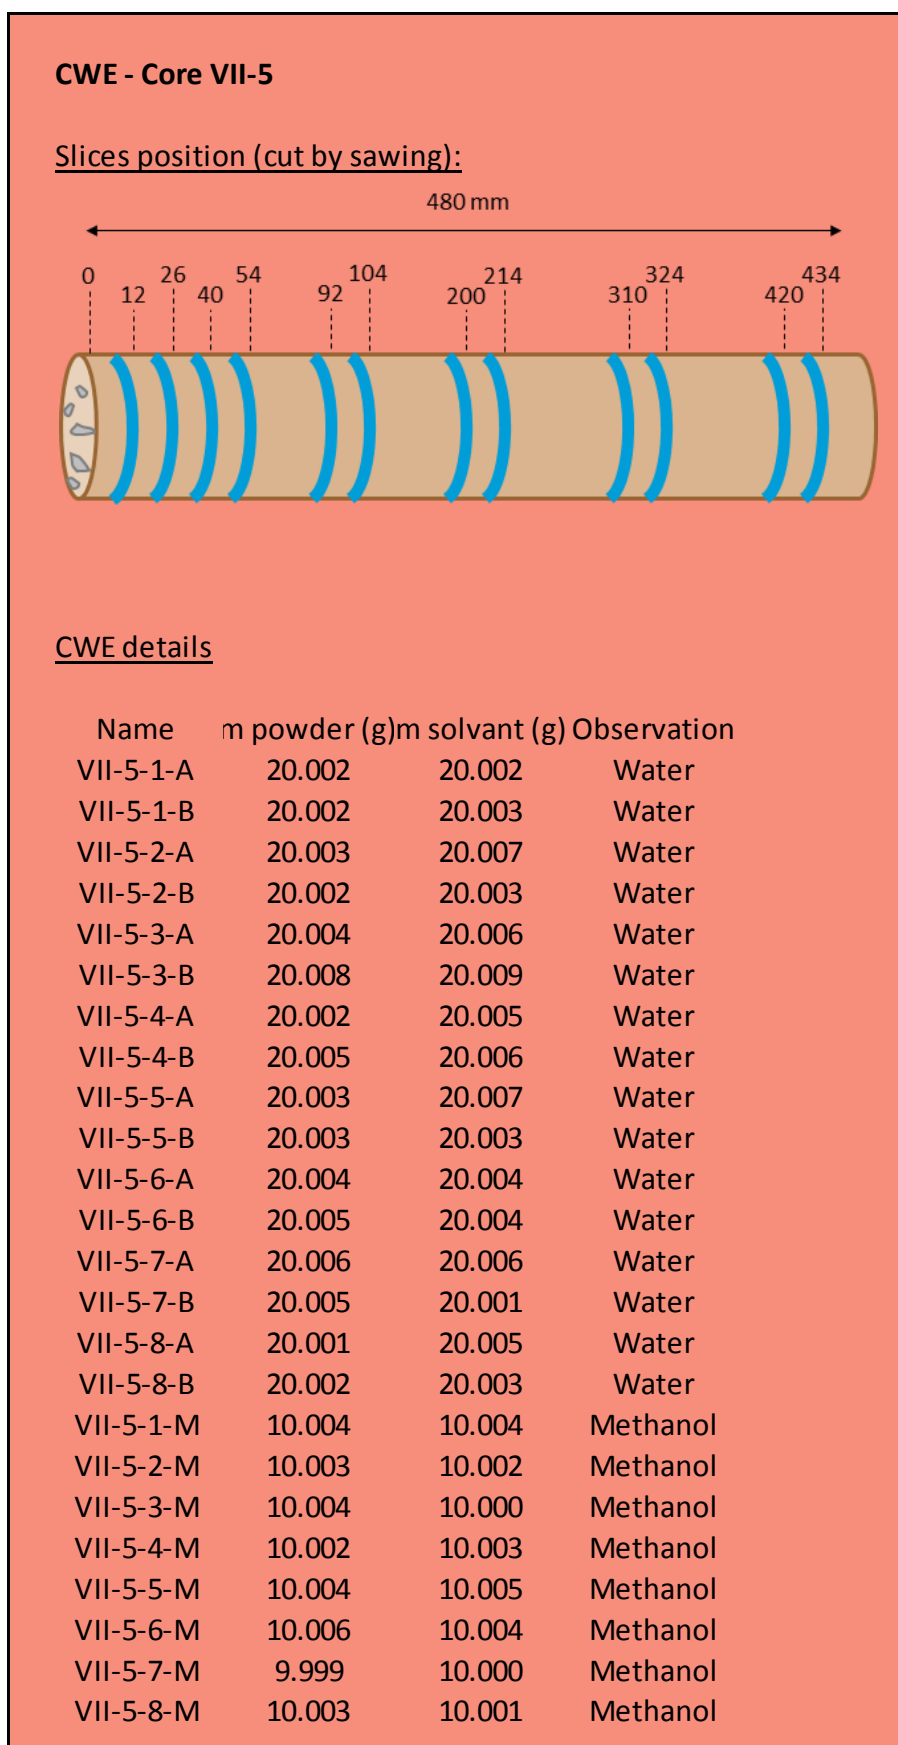 CWE - Core VII-5
Slices position (cut by sawing):
480 mm
0 26 54 104 214 324 434
12 40 92 200 310 420
CWE details
Name m powder (g) m solvant (g) Observation
VII-5-1-A 20.002 20.002 Water
VII-5-1-B 20.002 20.003 Water
VII-5-2-A 20.003 20.007 Water
VII-5-2-B 20.002 20.003 Water
VII-5-3-A 20.004 20.006 Water
VII-5-3-B 20.008 20.009 Water
VII-5-4-A 20.002 20.005 Water
VII-5-4-B 20.005 20.006 Water
VII-5-5-A 20.003 20.007 Water
VII-5-5-B 20.003 20.003 Water
VII-5-6-A 20.004 20.004 Water
VII-5-6-B 20.005 20.004 Water
VII-5-7-A 20.006 20.006 Water
VII-5-7-B 20.005 20.001 Water
VII-5-8-A 20.001 20.005 Water
VII-5-8-B 20.002 20.003 Water
VII-5-1-M 10.004 10.004 Methanol
VII-5-2-M 10.003 10.002 Methanol
VII-5-3-M 10.004 10.000 Methanol
VII-5-4-M 10.002 10.003 Methanol
VII-5-5-M 10.004 10.005 Methanol
VII-5-6-M 10.006 10.004 Methanol
VII-5-7-M 9.999 10.000 Methanol
VII-5-8-M 10.003 10.001 Methanol